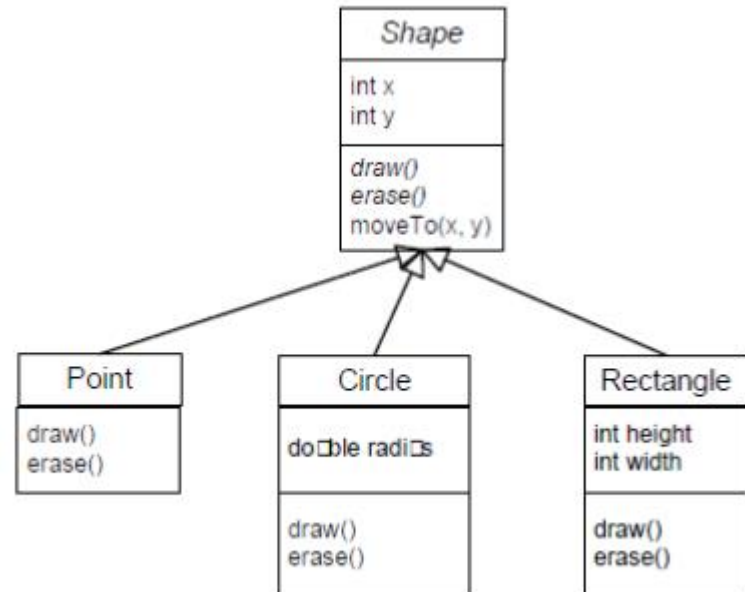 Shape
int x
int y
draw()
erase()
moveTo(x, y)
Point
draw()
erase()
Circle
do□ble radi□s
draw()
erase()
Rectangle
int height
int width
draw()
erase()